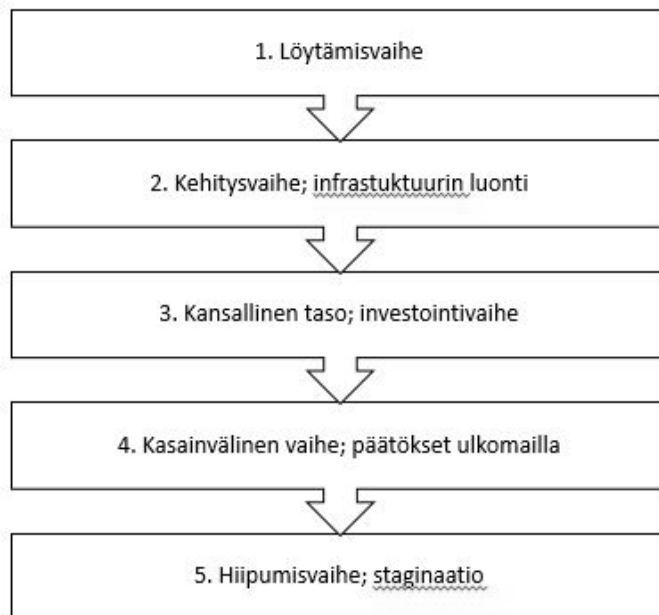 1. Löytämisvaihe
2. Kehitysvaihe; infrastuktuurin luonti
3. Kansallinen taso; investointivaihe
4. Kasainvälinen vaihe; päätökset ulkomailla
5. Hiipumisvaihe; staginaatio